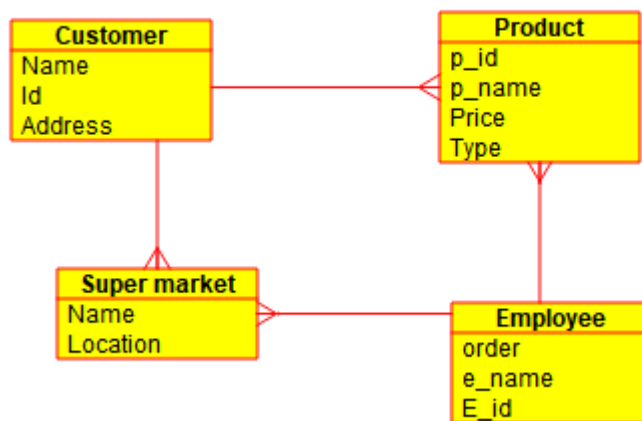 Customer
Name
Id
Address
Product
p_id
p_name
Price
Type
Super market
Name
Location
Employee
order
e_name
E_id